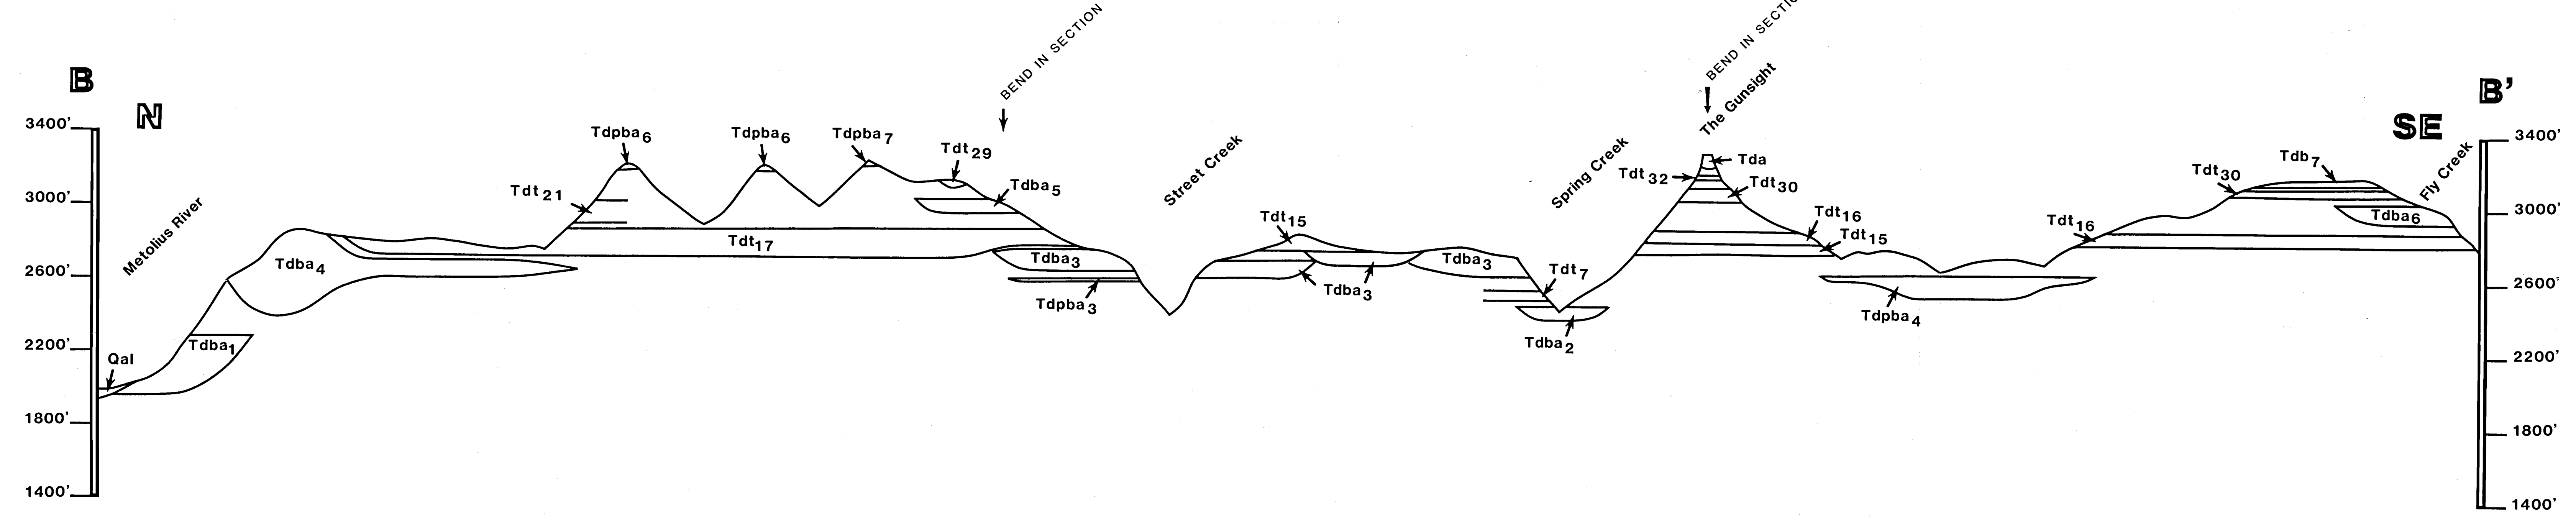 B
N
3400'
3000'
2600'
2200'
1800'
1400'
Metolius River
Qal
Tdba1
Tdba4
Tdt21
Tdpba6
Tdpba6
Tdpba7
Tdt29
BEND IN SECTION
Tdba5
Tdt17
Tdba3
Tdpba3
Street Creek
Tdt15
Tdba3
Tdba3
Tdt7
Tdba2
Spring Creek
BEND IN
The Gunsight
Tda
Tdt32
Tdt30
Tdt16
Tdt15
Tdpba4
Tdt16
Tdt30
Tdb7
Tdba6
Fly Creek
B'
SE
3400'
3000'
2600'
2200'
1800'
1400'